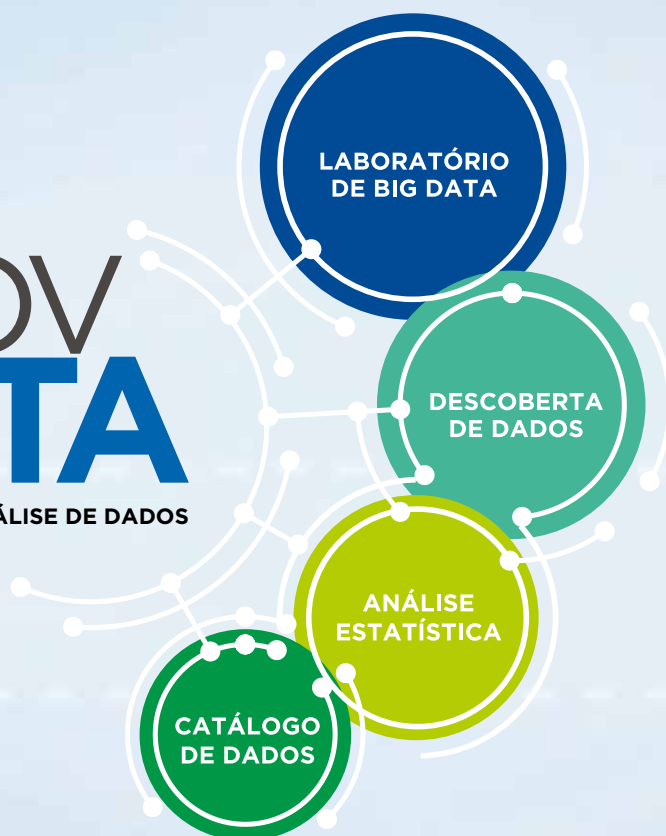 OV
TA
ÁLISE DE DADOS
LABORATÓRIO
DE BIG DATA
DESCOBERTA
DE DADOS
ANÁLISE
ESTATÍSTICA
CATÁLOGO
DE DADOS